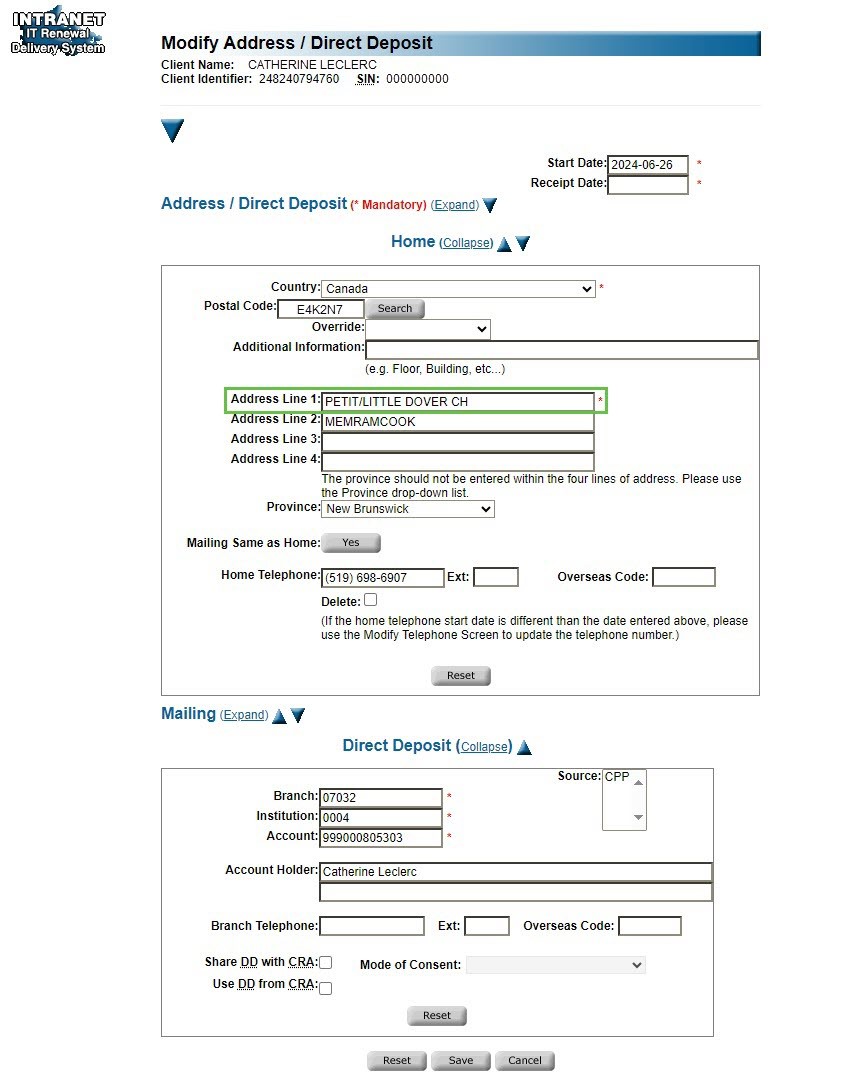 INTRANET
IT Renewal
Delivery System
Modify Address / Direct Deposit
Client Name: CATHERINE LECLERC
Client Identifier: 248240794760 SIN: 000000000
Start Date: 2024-06-26 *
Receipt Date: *
Address / Direct Deposit (* Mandatory) (Expand)
Home (Collapse)
Country: Canada *
Postal Code: E4K2N7 Search
Override:
Additional Information:
(e.g. Floor, Building, etc...)
Address Line 1: PETIT/LITTLE DOVER CH *
Address Line 2: MEMRAMCOOK
Address Line 3:
Address Line 4:
The province should not be entered within the four lines of address. Please use
the Province drop-down list.
Province: New Brunswick
Mailing Same as Home: Yes
Home Telephone: (519) 698-6907 Ext: Overseas Code:
Delete:
(If the home telephone start date is different than the date entered above, please
use the Modify Telephone Screen to update the telephone number.)
Reset
Mailing (Expand)
Direct Deposit (Collapse)
Source: CPP
Branch: 07032 *
Institution: 0004 *
Account: 999000805303 *
Account Holder: Catherine Leclerc
Branch Telephone: Ext: Overseas Code:
Share DD with CRA: Mode of Consent:
Use DD from CRA:
Reset
Reset Save Cancel